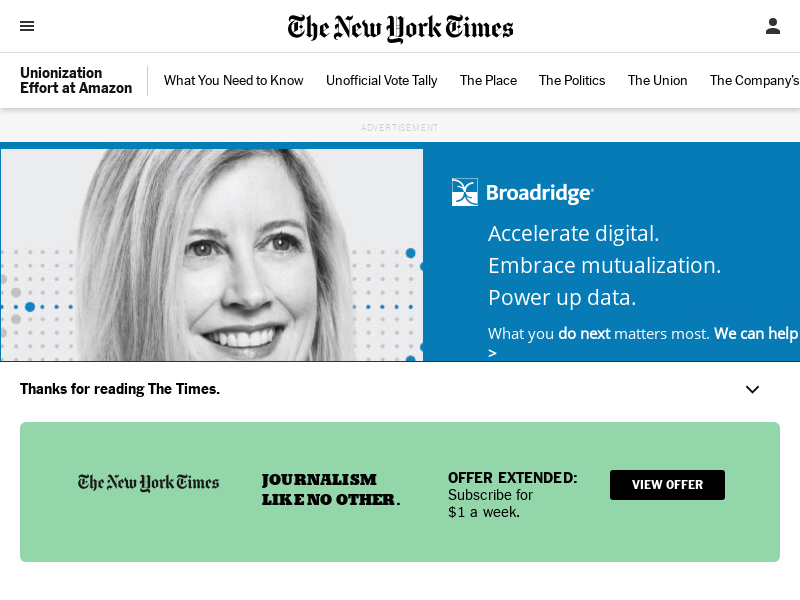 The New York Times
Unionization
Effort at Amazon
What You Need to Know
Unofficial Vote Tally
The Place
The Politics
The Union
The Company's
ADVERTISEMENT
Broadridge®
Accelerate digital.
Embrace mutualization.
Power up data.
What you do next matters most. We can help
>
Thanks for reading The Times.
The New York Times
JOURNALISM
LIKE NO OTHER.
OFFER EXTENDED:
Subscribe for
$1 a week.
VIEW OFFER